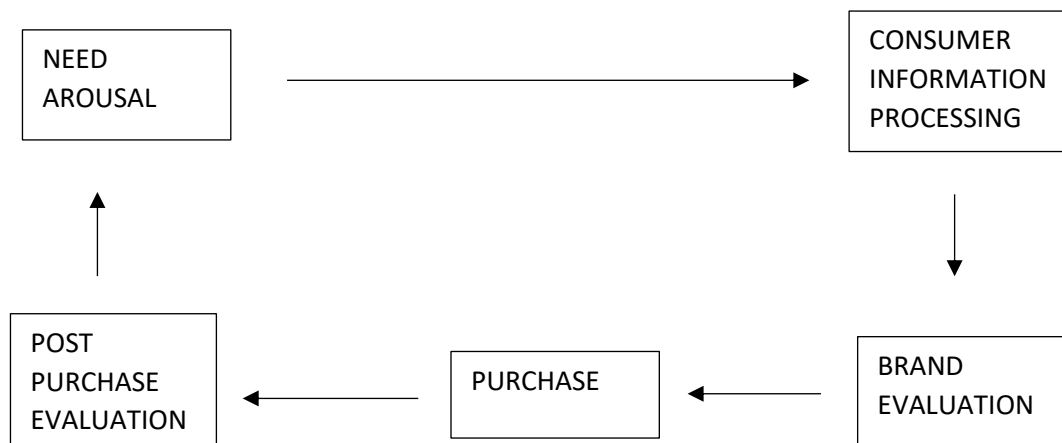 NEED
AROUSAL
CONSUMER
INFORMATION
PROCESSING
BRAND
EVALUATION
PURCHASE
POST
PURCHASE
EVALUATION